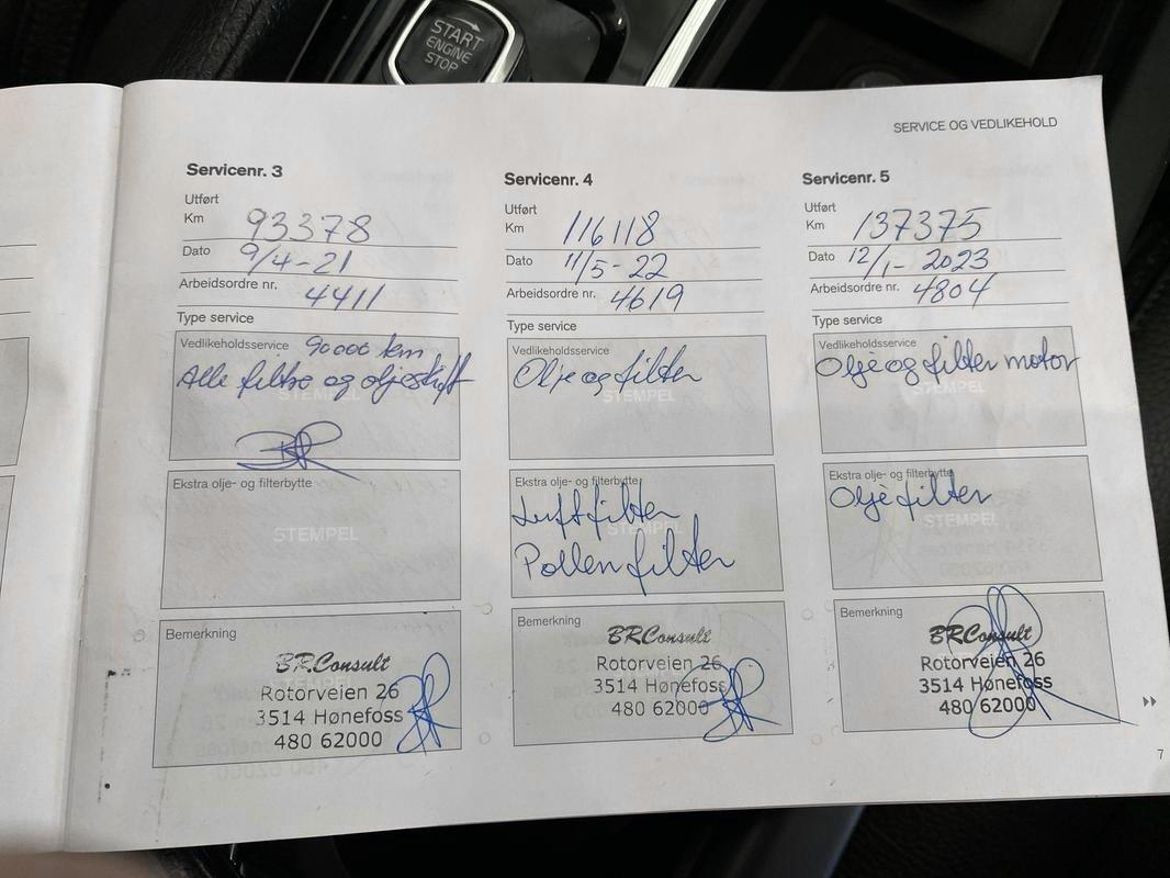 START
ENGINE
STOP
SERVICE OG VEDLIKEHOLD
Servicenr. 3
Utført
Km 93378
Dato 9/4-21
Arbeidsordre nr. 4411
Type service
Vedlikeholdsservice 90000 km
Alle filtre og oljeskift
STEMPEL
Ekstra olje- og filterbytte
STEMPEL
Bemerkning
BR.Consult
Rotorveien 26
3514 Hønefoss
480 62000
Servicenr. 4
Utført
Km 116118
Dato 11/5-22
Arbeidsordre nr. 4619
Type service
Vedlikeholdsservice
Olje og filter
STEMPEL
Ekstra olje- og filterbytte
Luftfilter
STEMPEL
Pollenfilter
Bemerkning
BRConsult
Rotorveien 26
3514 Hønefoss
480 62000
Servicenr. 5
Utført
Km 137375
Dato 12/1-2023
Arbeidsordre nr. 4804
Type service
Vedlikeholdsservice
Olje og filter motor
STEMPEL
Ekstra olje- og filterbytte
Oljefilter
STEMPEL
Bemerkning
BRConsult
Rotorveien 26
3514 Hønefoss
480 62000
7